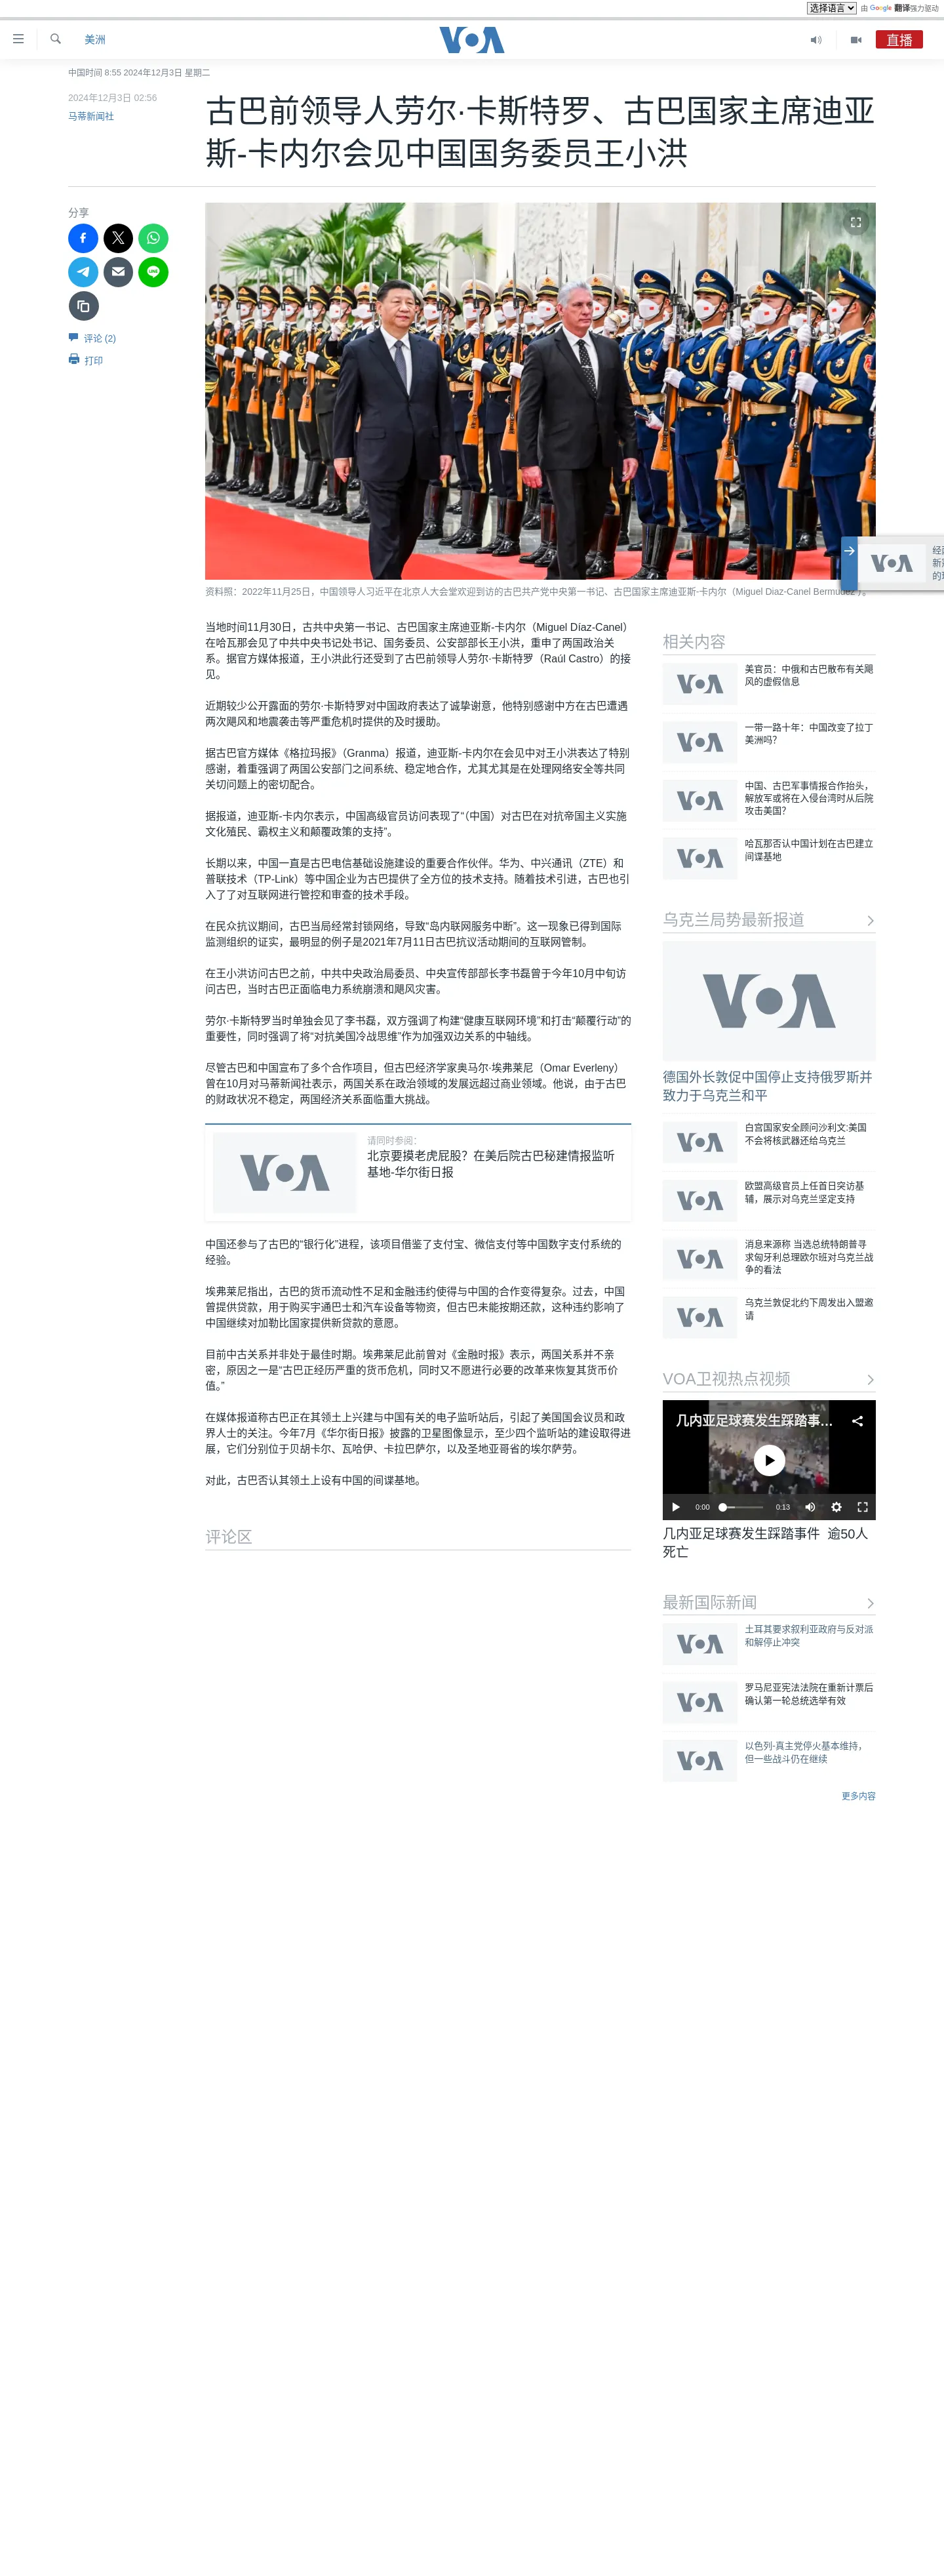 选择语言 由 Google 翻译强力驱动
美洲
VOA
直播
中国时间 8:55 2024年12月3日 星期二
2024年12月3日 02:56
马蒂新闻社
古巴前领导人劳尔·卡斯特罗、古巴国家主席迪亚
斯-卡内尔会见中国国务委员王小洪
分享
评论 (2)
打印
资料照：2022年11月25日，中国领导人习近平在北京人大会堂欢迎到访的古巴共产党中央第一书记、古巴国家主席迪亚斯-卡内尔（Miguel Diaz-Canel Bermudez ）。
VOA
当地时间11月30日，古共中央第一书记、古巴国家主席迪亚斯-卡内尔（Miguel Díaz-Canel）
在哈瓦那会见了中共中央书记处书记、国务委员、公安部部长王小洪，重申了两国政治关
系。据官方媒体报道，王小洪此行还受到了古巴前领导人劳尔·卡斯特罗（Raúl Castro）的接
见。
近期较少公开露面的劳尔·卡斯特罗对中国政府表达了诚挚谢意，他特别感谢中方在古巴遭遇
两次飓风和地震袭击等严重危机时提供的及时援助。
据古巴官方媒体《格拉玛报》（Granma）报道，迪亚斯-卡内尔在会见中对王小洪表达了特别
感谢，着重强调了两国公安部门之间系统、稳定地合作，尤其尤其是在处理网络安全等共同
关切问题上的密切配合。
据报道，迪亚斯-卡内尔表示，中国高级官员访问表现了“（中国）对古巴在对抗帝国主义实施
文化殖民、霸权主义和颠覆政策的支持”。
长期以来，中国一直是古巴电信基础设施建设的重要合作伙伴。华为、中兴通讯（ZTE）和
普联技术（TP-Link）等中国企业为古巴提供了全方位的技术支持。随着技术引进，古巴也引
入了了对互联网进行管控和审查的技术手段。
在民众抗议期间，古巴当局经常封锁网络，导致“岛内联网服务中断”。这一现象已得到国际
监测组织的证实，最明显的例子是2021年7月11日古巴抗议活动期间的互联网管制。
在王小洪访问古巴之前，中共中央政治局委员、中央宣传部部长李书磊曾于今年10月中旬访
问古巴，当时古巴正面临电力系统崩溃和飓风灾害。
劳尔·卡斯特罗当时单独会见了李书磊，双方强调了构建“健康互联网环境”和打击“颠覆行动”的
重要性，同时强调了将“对抗美国冷战思维”作为加强双边关系的中轴线。
尽管古巴和中国宣布了多个合作项目，但古巴经济学家奥马尔·埃弗莱尼（Omar Everleny）
曾在10月对马蒂新闻社表示，两国关系在政治领域的发展远超过商业领域。他说，由于古巴
的财政状况不稳定，两国经济关系面临重大挑战。
VOA
请同时参阅：
北京要摸老虎屁股？在美后院古巴秘建情报监听
基地-华尔街日报
中国还参与了古巴的“银行化”进程，该项目借鉴了支付宝、微信支付等中国数字支付系统的
经验。
埃弗莱尼指出，古巴的货币流动性不足和金融违约使得与中国的合作变得复杂。过去，中国
曾提供贷款，用于购买宇通巴士和汽车设备等物资，但古巴未能按期还款，这种违约影响了
中国继续对加勒比国家提供新贷款的意愿。
目前中古关系并非处于最佳时期。埃弗莱尼此前曾对《金融时报》表示，两国关系并不亲
密，原因之一是“古巴正经历严重的货币危机，同时又不愿进行必要的改革来恢复其货币价
值。”
在媒体报道称古巴正在其领土上兴建与中国有关的电子监听站后，引起了美国国会议员和政
界人士的关注。今年7月《华尔街日报》披露的卫星图像显示，至少四个监听站的建设取得进
展，它们分别位于贝胡卡尔、瓦哈伊、卡拉巴萨尔，以及圣地亚哥省的埃尔萨劳。
对此，古巴否认其领土上设有中国的间谍基地。
评论区
相关内容
VOA
美官员：中俄和古巴散布有关飓
风的虚假信息
VOA
一带一路十年：中国改变了拉丁
美洲吗？
VOA
中国、古巴军事情报合作抬头，
解放军或将在入侵台湾时从后院
攻击美国？
VOA
哈瓦那否认中国计划在古巴建立
间谍基地
乌克兰局势最新报道
VOA
德国外长敦促中国停止支持俄罗斯并
致力于乌克兰和平
VOA
白宫国家安全顾问沙利文:美国
不会将核武器还给乌克兰
VOA
欧盟高级官员上任首日突访基
辅，展示对乌克兰坚定支持
VOA
消息来源称 当选总统特朗普寻
求匈牙利总理欧尔班对乌克兰战
争的看法
VOA
乌克兰敦促北约下周发出入盟邀
请
VOA卫视热点视频
几内亚足球赛发生踩踏事...
0:00 0:13
几内亚足球赛发生踩踏事件 逾50人
死亡
最新国际新闻
VOA
土耳其要求叙利亚政府与反对派
和解停止冲突
VOA
罗马尼亚宪法法院在重新计票后
确认第一轮总统选举有效
VOA
以色列-真主党停火基本维持，
但一些战斗仍在继续
更多内容